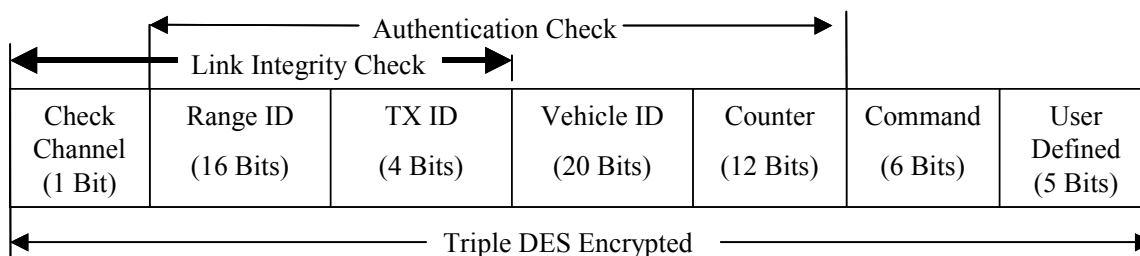 Authentication Check
Link Integrity Check
Check
Channel
(1 Bit)
Range ID
(16 Bits)
TX ID
(4 Bits)
Vehicle ID
(20 Bits)
Counter
(12 Bits)
Command
(6 Bits)
User
Defined
(5 Bits)
Triple DES Encrypted